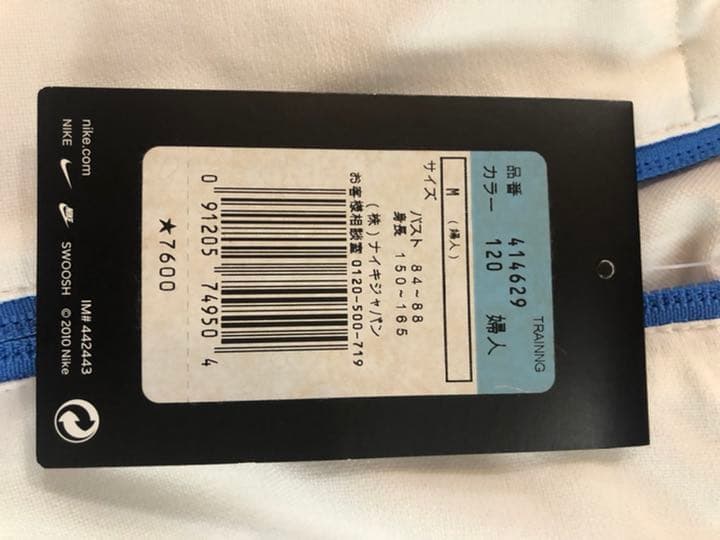 TRAINNG
品番 414629 婦人
カラー 120
M (婦人)
サイズ
バスト 84~88
身長 150~165
(株)ナイキジャパン
お客様相談室 0120-500-719
0 91205 74950 4
★7600
nike.com
NIKE
SWOOSH
IM# 442443
© 2010 Nike